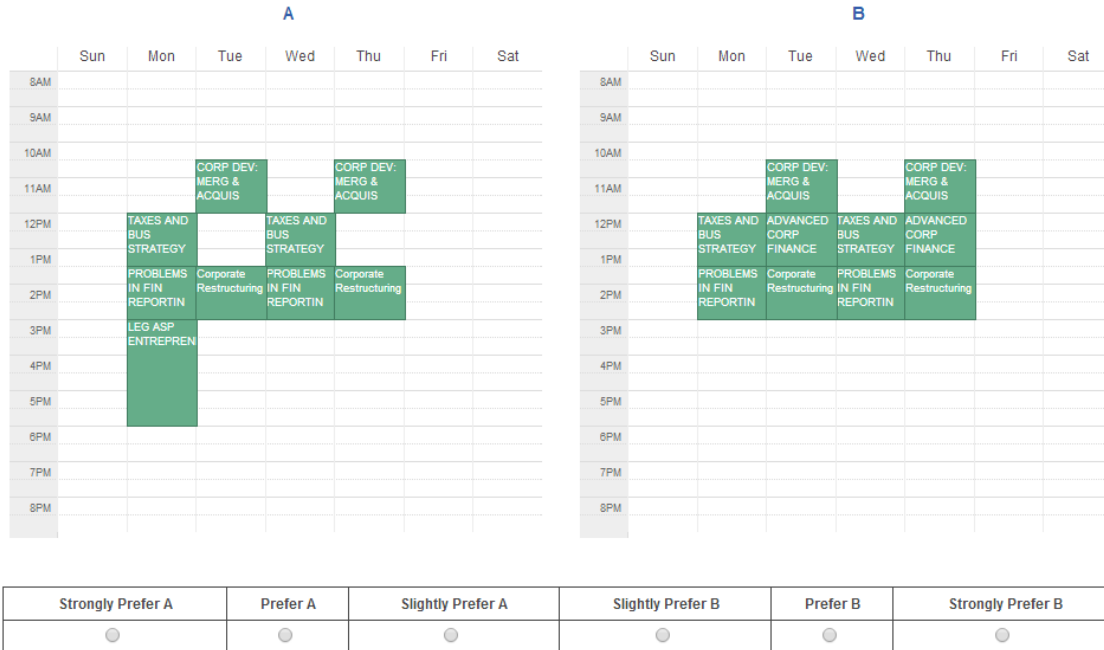 A
B
Sun Mon Tue Wed Thu Fri Sat
Sun Mon Tue Wed Thu Fri Sat
8AM
9AM
10AM
CORP DEV:
MERG &
ACQUIS
CORP DEV:
MERG &
ACQUIS
11AM
12PM
TAXES AND
BUS
STRATEGY
TAXES AND
BUS
STRATEGY
1PM
PROBLEMS
IN FIN
REPORTIN
Corporate
Restructuring
PROBLEMS
IN FIN
REPORTIN
Corporate
Restructuring
2PM
3PM
LEG ASP
ENTREPREN
4PM
5PM
6PM
7PM
8PM
8AM
9AM
10AM
CORP DEV:
MERG &
ACQUIS
CORP DEV:
MERG &
ACQUIS
11AM
12PM
TAXES AND
BUS
STRATEGY
ADVANCED
CORP
FINANCE
TAXES AND
BUS
STRATEGY
ADVANCED
CORP
FINANCE
1PM
PROBLEMS
IN FIN
REPORTIN
Corporate
Restructuring
PROBLEMS
IN FIN
REPORTIN
Corporate
Restructuring
2PM
3PM
4PM
5PM
6PM
7PM
8PM
Strongly Prefer A Prefer A Slightly Prefer A Slightly Prefer B Prefer B Strongly Prefer B